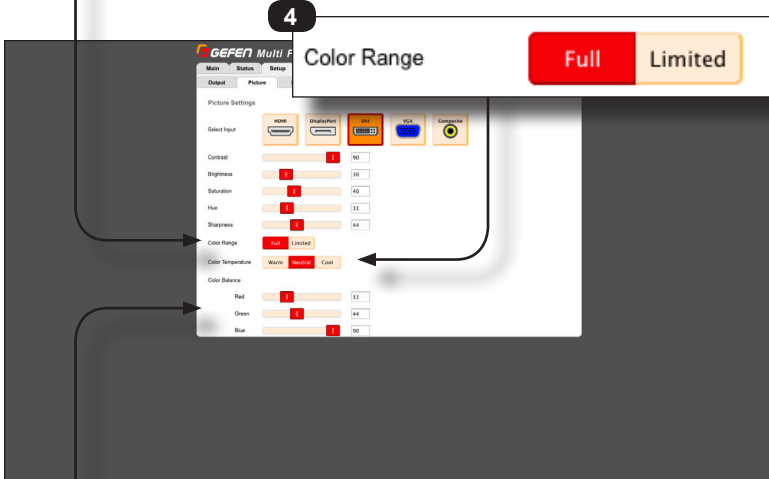 4
Color Range Full Limited
GEFEN Multi F
Main Status Setup
Output Picture
Picture Settings
Select Input HDMI DisplayPort DVI VGA Composite
Contrast 90
Brightness 30
Saturation 40
Hue 31
Sharpness 44
Color Range Full Limited
Color Temperature Warm Neutral Cool
Color Balance
Red 31
Green 44
Blue 90